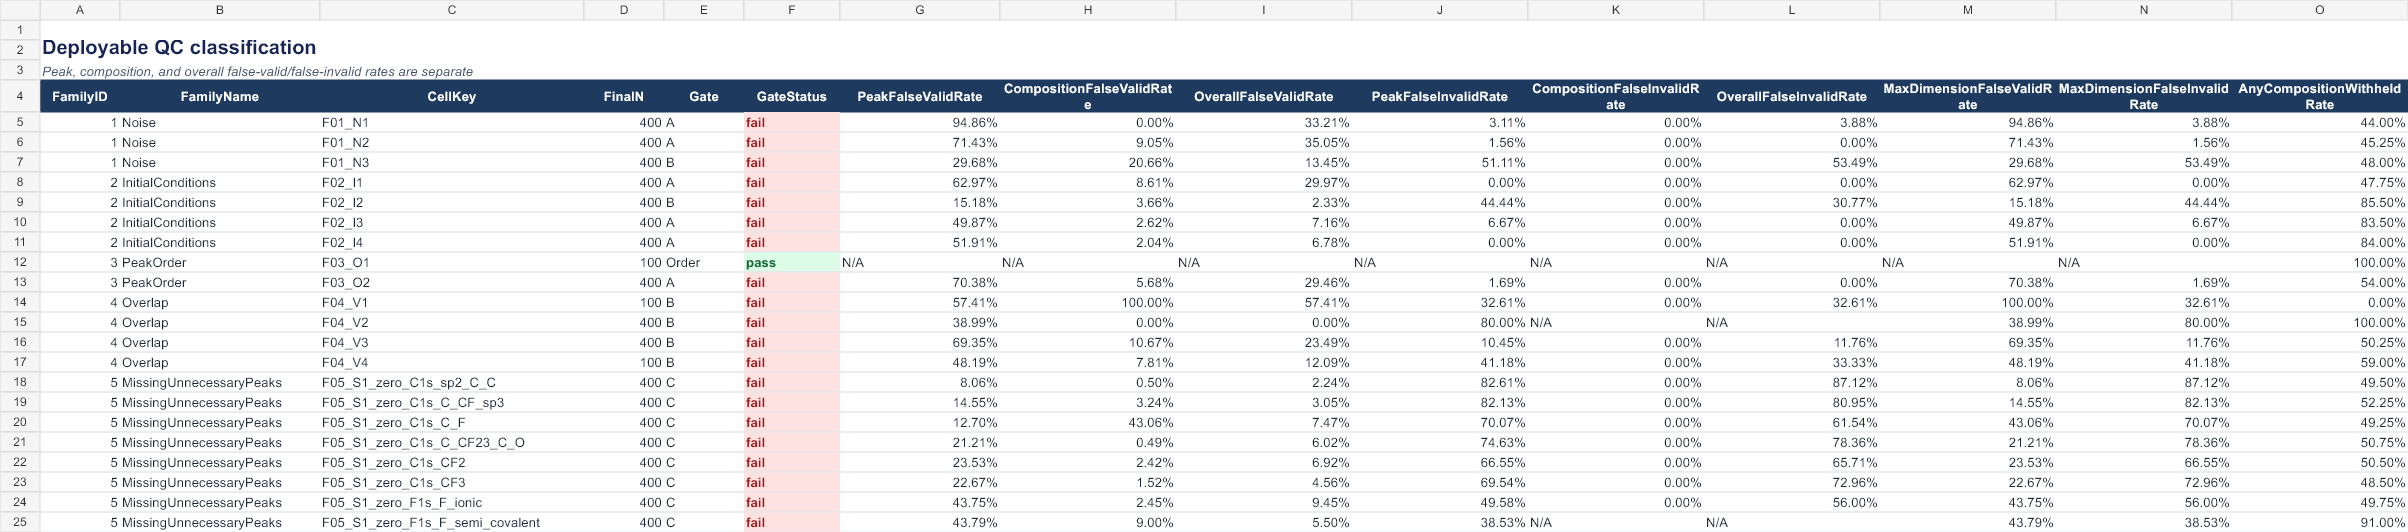 A B C D E F G H I J K L M N O
1
2 Deployable QC classification
3 Peak, composition, and overall false-valid/false-invalid rates are separate
4 FamilyID FamilyName CellKey FinalN Gate GateStatus PeakFalseValidRate CompositionFalseValidRate OverallFalseValidRate PeakFalseInvalidRate CompositionFalseInvalidRate OverallFalseInvalidRate MaxDimensionFalseValidRate MaxDimensionFalseInvalidRate AnyCompositionWithheldRate
5 1 Noise F01_N1 400 A fail 94.86% 0.00% 33.21% 3.11% 0.00% 3.88% 94.86% 3.88% 44.00%
6 1 Noise F01_N2 400 A fail 71.43% 9.05% 35.05% 1.56% 0.00% 0.00% 71.43% 1.56% 45.25%
7 1 Noise F01_N3 400 B fail 29.68% 20.66% 13.45% 51.11% 0.00% 53.49% 29.68% 53.49% 48.00%
8 2 InitialConditions F02_I1 400 A fail 62.97% 8.61% 29.97% 0.00% 0.00% 0.00% 62.97% 0.00% 47.75%
9 2 InitialConditions F02_I2 400 B fail 15.18% 3.66% 2.33% 44.44% 0.00% 30.77% 15.18% 44.44% 85.50%
10 2 InitialConditions F02_I3 400 A fail 49.87% 2.62% 7.16% 6.67% 0.00% 0.00% 49.87% 6.67% 83.50%
11 2 InitialConditions F02_I4 400 A fail 51.91% 2.04% 6.78% 0.00% 0.00% 0.00% 51.91% 0.00% 84.00%
12 3 PeakOrder F03_O1 100 Order pass N/A N/A N/A N/A N/A N/A N/A N/A 100.00%
13 3 PeakOrder F03_O2 400 A fail 70.38% 5.68% 29.46% 1.69% 0.00% 0.00% 70.38% 1.69% 54.00%
14 4 Overlap F04_V1 100 B fail 57.41% 100.00% 57.41% 32.61% 0.00% 32.61% 100.00% 32.61% 0.00%
15 4 Overlap F04_V2 400 B fail 38.99% 0.00% 0.00% 80.00% N/A N/A 38.99% 80.00% 100.00%
16 4 Overlap F04_V3 400 B fail 69.35% 10.67% 23.49% 10.45% 0.00% 11.76% 69.35% 11.76% 50.25%
17 4 Overlap F04_V4 100 B fail 48.19% 7.81% 12.09% 41.18% 0.00% 33.33% 48.19% 41.18% 59.00%
18 5 MissingUnnecessaryPeaks F05_S1_zero_C1s_sp2_C_C 400 C fail 8.06% 0.50% 2.24% 82.61% 0.00% 87.12% 8.06% 87.12% 49.50%
19 5 MissingUnnecessaryPeaks F05_S1_zero_C1s_C_CF_sp3 400 C fail 14.55% 3.24% 3.05% 82.13% 0.00% 80.95% 14.55% 82.13% 52.25%
20 5 MissingUnnecessaryPeaks F05_S1_zero_C1s_C_F 400 C fail 12.70% 43.06% 7.47% 70.07% 0.00% 61.54% 43.06% 70.07% 49.25%
21 5 MissingUnnecessaryPeaks F05_S1_zero_C1s_C_CF23_C_O 400 C fail 21.21% 0.49% 6.02% 74.63% 0.00% 78.36% 21.21% 78.36% 50.75%
22 5 MissingUnnecessaryPeaks F05_S1_zero_C1s_CF2 400 C fail 23.53% 2.42% 6.92% 66.55% 0.00% 65.71% 23.53% 66.55% 50.50%
23 5 MissingUnnecessaryPeaks F05_S1_zero_C1s_CF3 400 C fail 22.67% 1.52% 4.56% 69.54% 0.00% 72.96% 22.67% 72.96% 48.50%
24 5 MissingUnnecessaryPeaks F05_S1_zero_F1s_F_ionic 400 C fail 43.75% 2.45% 9.45% 49.58% 0.00% 56.00% 43.75% 56.00% 49.75%
25 5 MissingUnnecessaryPeaks F05_S1_zero_F1s_F_semi_covalent 400 C fail 43.79% 9.00% 5.50% 38.53% N/A N/A 43.79% 38.53% 91.00%